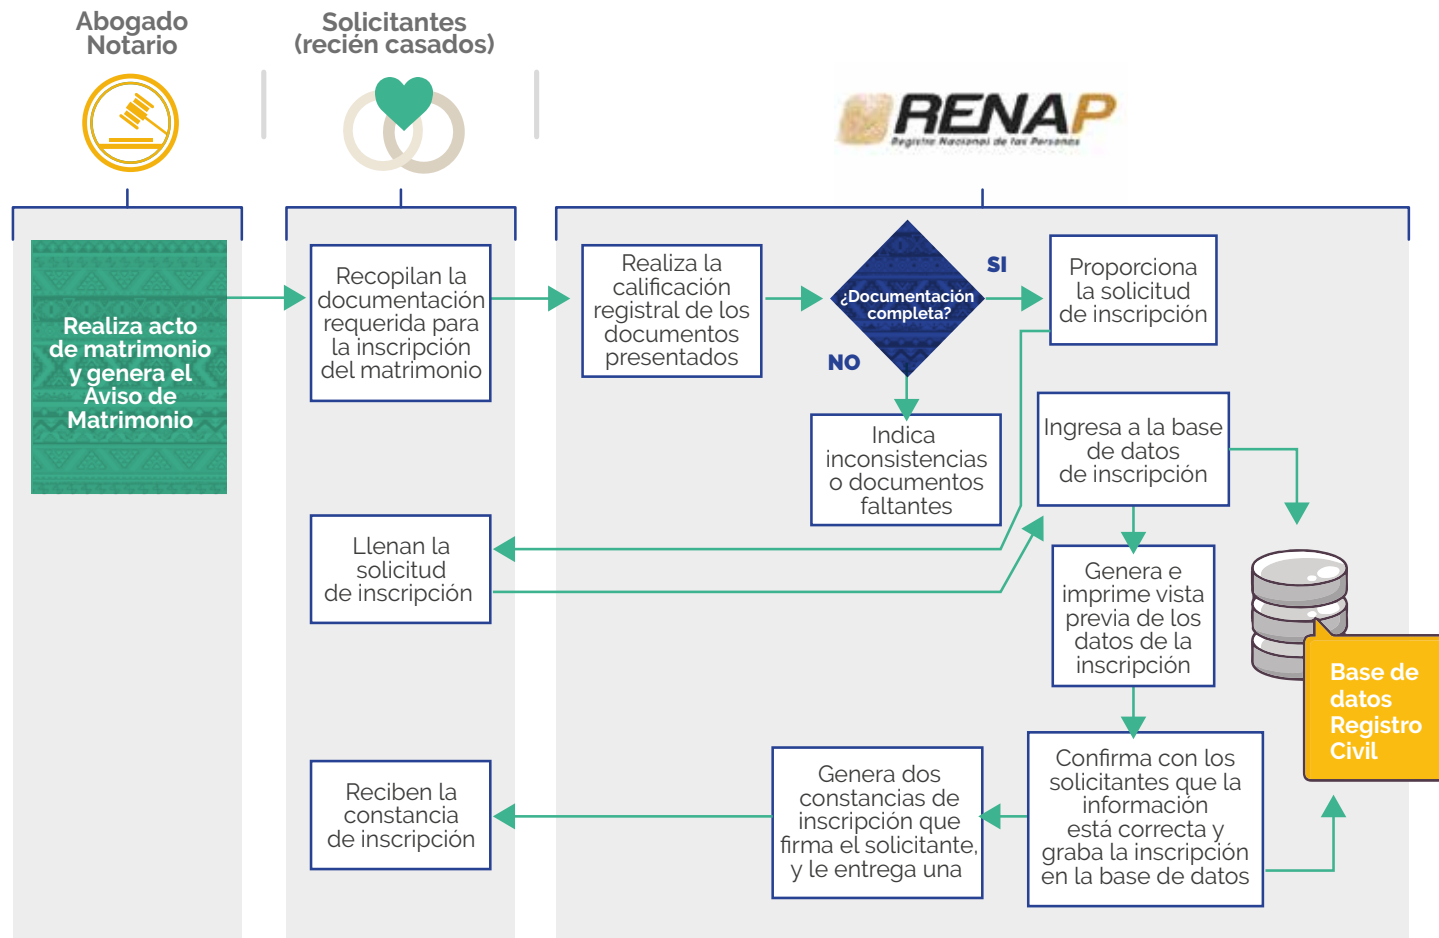 Abogado
Notario
Solicitantes
(recién casados)
RENAP
Registro Nacional de las Personas
Realiza acto
de matrimonio
y genera el
Aviso de
Matrimonio
Recopilan la
documentación
requerida para
la inscripción
del matrimonio
Realiza la
calificación
registral de los
documentos
presentados
¿Documentación
completa?
SI
NO
Proporciona
la solicitud
de inscripción
Indica
inconsistencias
o documentos
faltantes
Ingresa a la base
de datos
de inscripción
Llenan la
solicitud
de inscripción
Genera e
imprime vista
previa de los
datos de la
inscripción
Base de
datos
Registro
Civil
Confirma con los
solicitantes que la
información
está correcta y
graba la inscripción
en la base de datos
Genera dos
constancias de
inscripción que
firma el solicitante,
y le entrega una
Reciben la
constancia
de inscripción